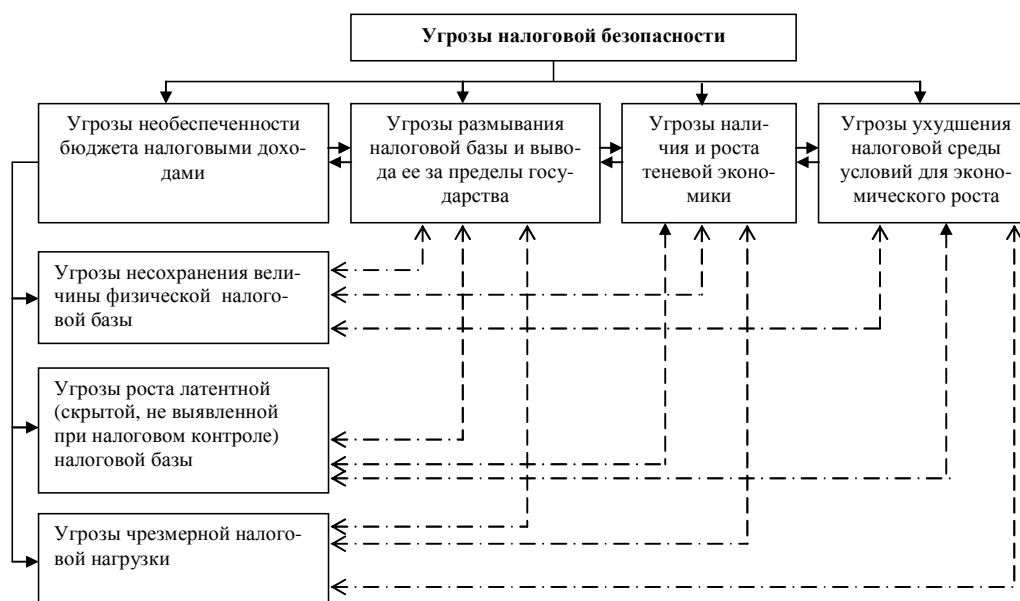 Угрозы налоговой безопасности
Угрозы необеспеченности
бюджета налоговыми дохо-
дами
Угрозы размывания
налоговой базы и выво-
да ее за пределы госу-
дарства
Угрозы нали-
чия и роста
теневой эконо-
мики
Угрозы ухудшения
налоговой среды
условий для эконо-
мического роста
Угрозы несохранения вели-
чины физической налого-
вой базы
Угрозы роста латентной
(скрытой, не выявленной
при налоговом контроле)
налоговой базы
Угрозы чрезмерной налого-
вой нагрузки